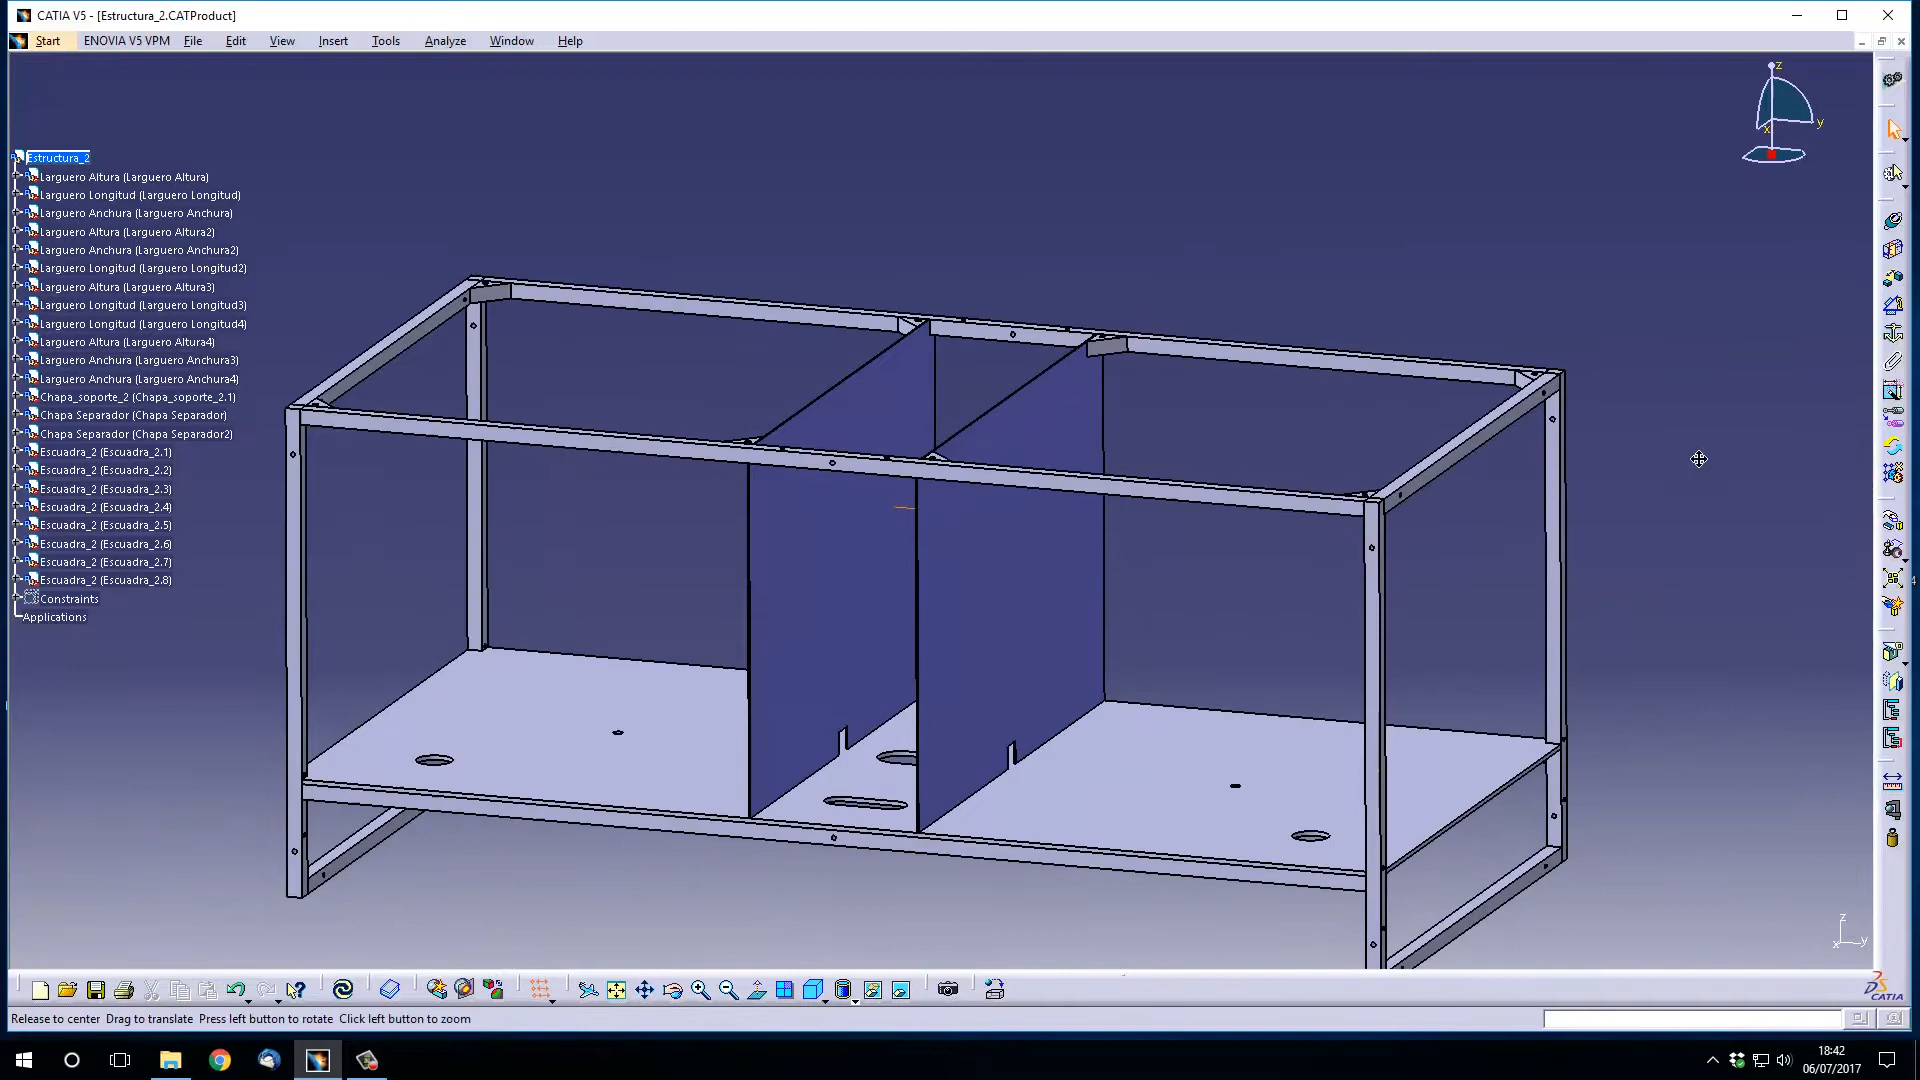 CATIA V5 - [Estructura_2.CATProduct]
Start ENOVIA V5 VPM File Edit View Insert Tools Analyze Window Help
z
y
x
Estructura_2
Larguero Altura (Larguero Altura)
Larguero Longitud (Larguero Longitud)
Larguero Anchura (Larguero Anchura)
Larguero Altura (Larguero Altura2)
Larguero Anchura (Larguero Anchura2)
Larguero Longitud (Larguero Longitud2)
Larguero Altura (Larguero Altura3)
Larguero Longitud (Larguero Longitud3)
Larguero Longitud (Larguero Longitud4)
Larguero Altura (Larguero Altura4)
Larguero Anchura (Larguero Anchura3)
Larguero Anchura (Larguero Anchura4)
Chapa_soporte_2 (Chapa_soporte_2.1)
Chapa Separador (Chapa Separador)
Chapa Separador (Chapa Separador2)
Escuadra_2 (Escuadra_2.1)
Escuadra_2 (Escuadra_2.2)
Escuadra_2 (Escuadra_2.3)
Escuadra_2 (Escuadra_2.4)
Escuadra_2 (Escuadra_2.5)
Escuadra_2 (Escuadra_2.6)
Escuadra_2 (Escuadra_2.7)
Escuadra_2 (Escuadra_2.8)
Constraints
Applications
z
x y
CATIA
Release to center Drag to translate Press left button to rotate Click left button to zoom
18:42
06/07/2017